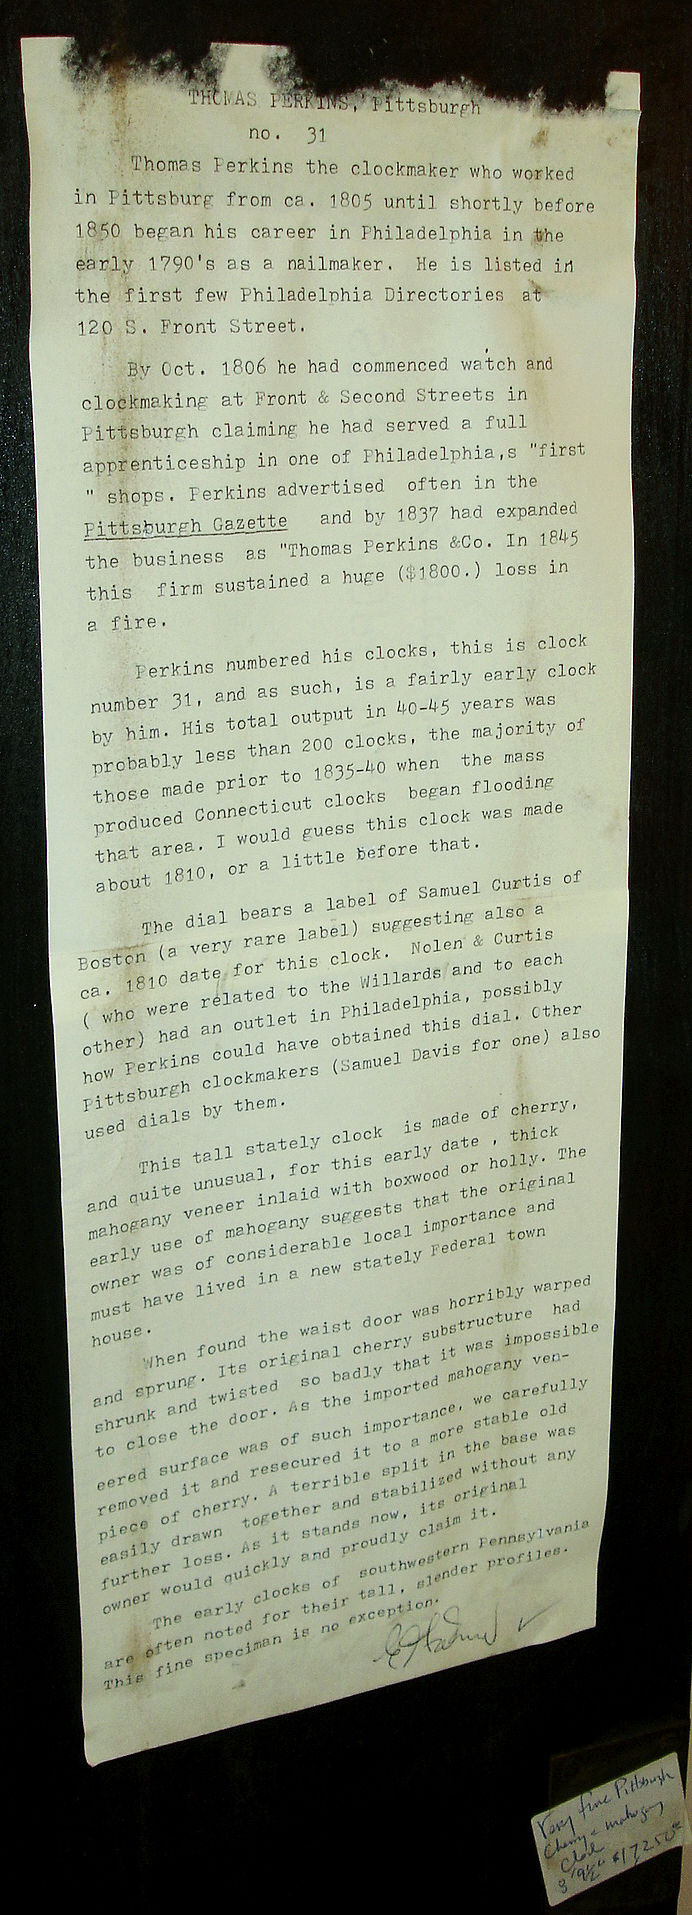 THOMAS PERKINS, Pittsburgh
no. 31
Thomas Perkins the clockmaker who worked
in Pittsburg from ca. 1805 until shortly before
1850 began his career in Philadelphia in the
early 1790's as a nailmaker. He is listed in
the first few Philadelphia Directories at
120 S. Front Street.
By Oct. 1806 he had commenced watch and
clockmaking at Front & Second Streets in
Pittsburgh claiming he had served a full
apprenticeship in one of Philadelphia,s "first
" shops. Perkins advertised often in the
Pittsburgh Gazette and by 1837 had expanded
the business as "Thomas Perkins &Co. In 1845
this firm sustained a huge ($1800.) loss in
a fire.
Perkins numbered his clocks, this is clock
number 31, and as such, is a fairly early clock
by him. His total output in 40-45 years was
probably less than 200 clocks, the majority of
those made prior to 1835-40 when the mass
produced Connecticut clocks began flooding
that area. I would guess this clock was made
about 1810, or a little before that.
The dial bears a label of Samuel Curtis of
Boston (a very rare label) suggesting also a
ca. 1810 date for this clock. Nolen & Curtis
( who were related to the Willards and to each
other) had an outlet in Philadelphia, possibly
how Perkins could have obtained this dial. Other
Pittsburgh clockmakers (Samuel Davis for one) also
used dials by them.
This tall stately clock is made of cherry,
and quite unusual, for this early date , thick
mahogany veneer inlaid with boxwood or holly. The
early use of mahogany suggests that the original
owner was of considerable local importance and
must have lived in a new stately Federal town
house.
When found the waist door was horribly warped
and sprung. Its original cherry substructure had
shrunk and twisted so badly that it was impossible
to close the door. As the imported mahogany ven-
eered surface was of such importance, we carefully
removed it and resecured it to a more stable old
piece of cherry. A terrible split in the base was
easily drawn together and stabilized without any
further loss. As it stands now, its original
owner would quickly and proudly claim it.
The early clocks of southwestern Pennsylvania
are often noted for their tall, slender profiles.
This fine speciman is no exception.
Very fine Pittsburgh
Cherry & mahogany
Clock